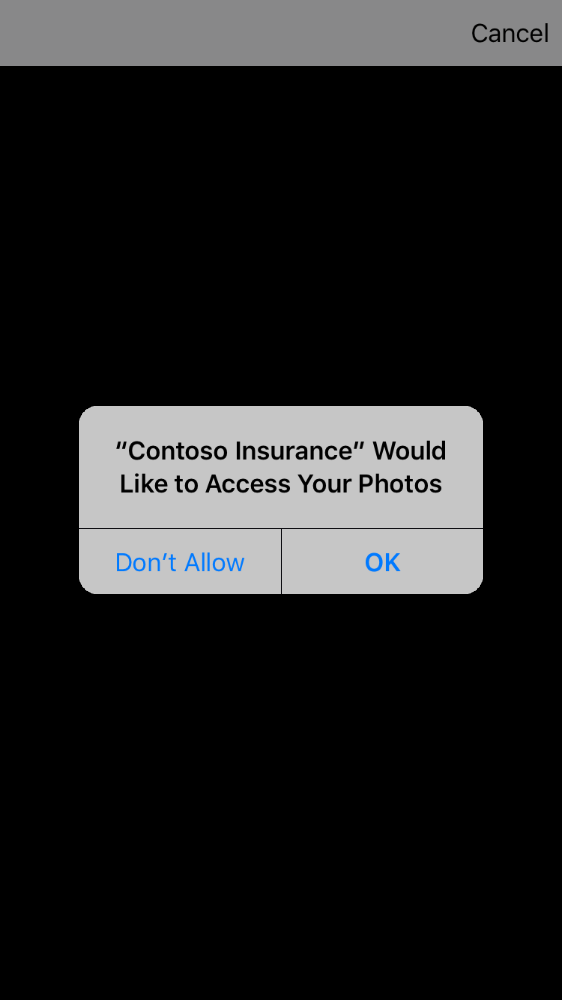 Cancel
“Contoso Insurance” Would
Like to Access Your Photos
Don’t Allow
OK